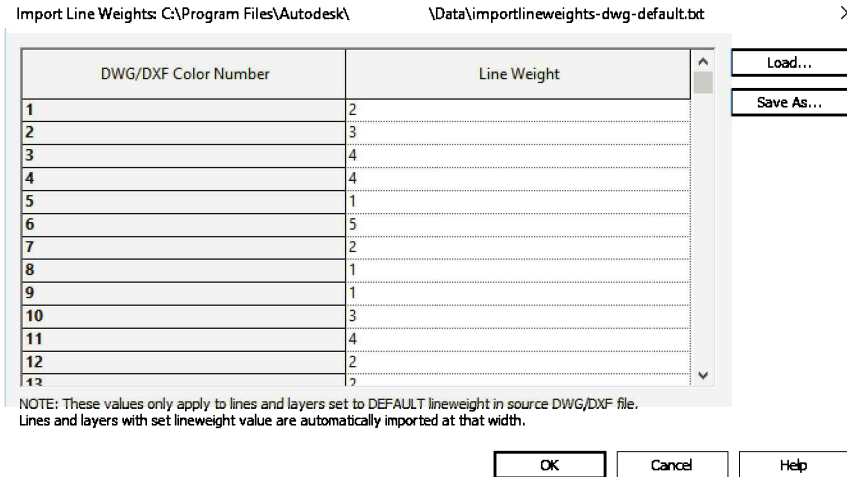 Import Line Weights: C:\Program Files\Autodesk\ \Data\importlineweights-dwg-default.txt
DWG/DXF Color Number Line Weight
1 2
2 3
3 4
4 4
5 1
6 5
7 2
8 1
9 1
10 3
11 4
12 2
13 2
Load...
Save As...
NOTE: These values only apply to lines and layers set to DEFAULT lineweight in source DWG/DXF file.
Lines and layers with set lineweight value are automatically imported at that width.
OK Cancel Help